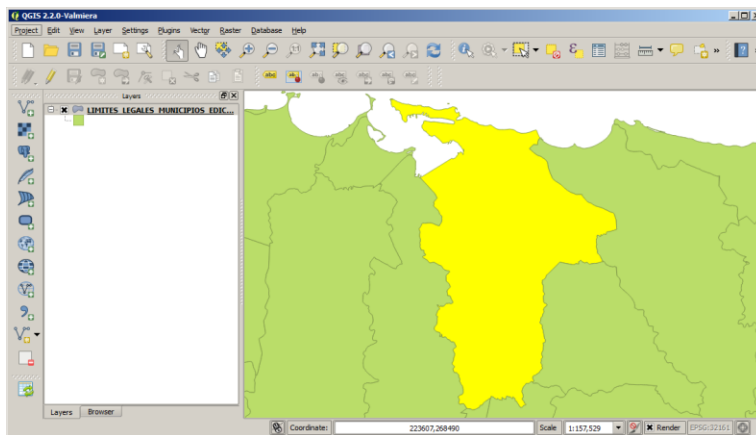 QGIS 2.2.0-Valmiera
Project Edit View Layer Settings Plugins Vector Raster Database Help
Layers
LIMITES_LEGALES_MUNICIPIOS_EDIC...
Layers Browser
Coordinate: 223607,268490 Scale 1:157,529 Render EPSG:32161